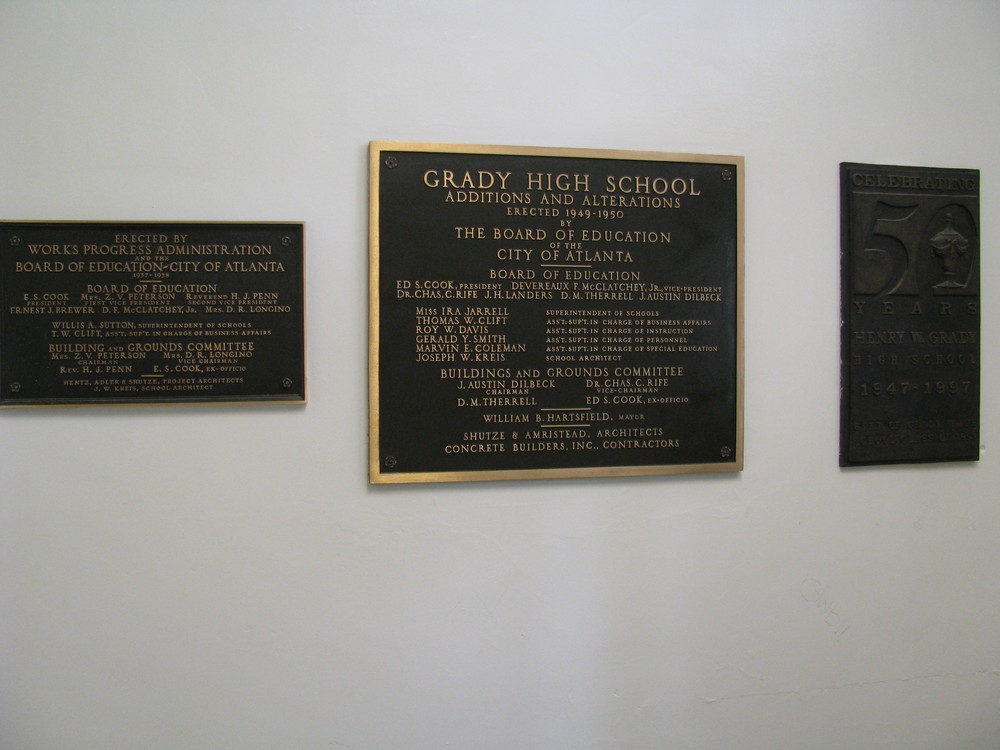 ERECTED BY
WORKS PROGRESS ADMINISTRATION
AND THE
BOARD OF EDUCATION-CITY OF ATLANTA
1937-1938
BOARD OF EDUCATION
E. S. COOK MRS. Z. V. PETERSON REVEREND H. J. PENN
PRESIDENT FIRST VICE PRESIDENT SECOND VICE PRESIDENT
ERNEST J. BREWER D. F. MCCLATCHEY, JR. MRS. D. R. LONGINO
WILLIS A. SUTTON, SUPERINTENDENT OF SCHOOLS
T. W. CLIFT, ASS'T. SUP'T. IN CHARGE OF BUSINESS AFFAIRS
BUILDING AND GROUNDS COMMITTEE
MRS. Z. V. PETERSON MRS. D. R. LONGINO
CHAIRMAN VICE CHAIRMAN
REV. H. J. PENN E. S. COOK, EX-OFFICIO
HENTZ, ADLER & SHUTZE, PROJECT ARCHITECTS
J. W. KREIS, SCHOOL ARCHITECT
GRADY HIGH SCHOOL
ADDITIONS AND ALTERATIONS
ERECTED 1949-1950
BY
THE BOARD OF EDUCATION
OF THE
CITY OF ATLANTA
BOARD OF EDUCATION
ED S. COOK, PRESIDENT DEVEREAUX F. MCCLATCHEY, JR., VICE-PRESIDENT
DR. CHAS. C. RIFE J. H. LANDERS D. M. THERRELL J. AUSTIN DILBECK
MISS IRA JARRELL SUPERINTENDENT OF SCHOOLS
THOMAS W. CLIFT ASS'T. SUP'T. IN CHARGE OF BUSINESS AFFAIRS
ROY W. DAVIS ASS'T. SUP'T. IN CHARGE OF INSTRUCTION
GERALD Y. SMITH ASS'T. SUP'T. IN CHARGE OF PERSONNEL
MARVIN E. COLEMAN ASS'T. SUP'T. IN CHARGE OF SPECIAL EDUCATION
JOSEPH W. KREIS SCHOOL ARCHITECT
BUILDINGS AND GROUNDS COMMITTEE
J. AUSTIN DILBECK DR. CHAS. C. RIFE
CHAIRMAN VICE-CHAIRMAN
D. M. THERRELL ED S. COOK, EX-OFFICIO
WILLIAM B. HARTSFIELD, MAYOR
SHUTZE & AMRISTEAD, ARCHITECTS
CONCRETE BUILDERS, INC., CONTRACTORS
CELEBRATING
50
YEARS
HENRY W. GRADY
HIGH SCHOOL
1947-1997